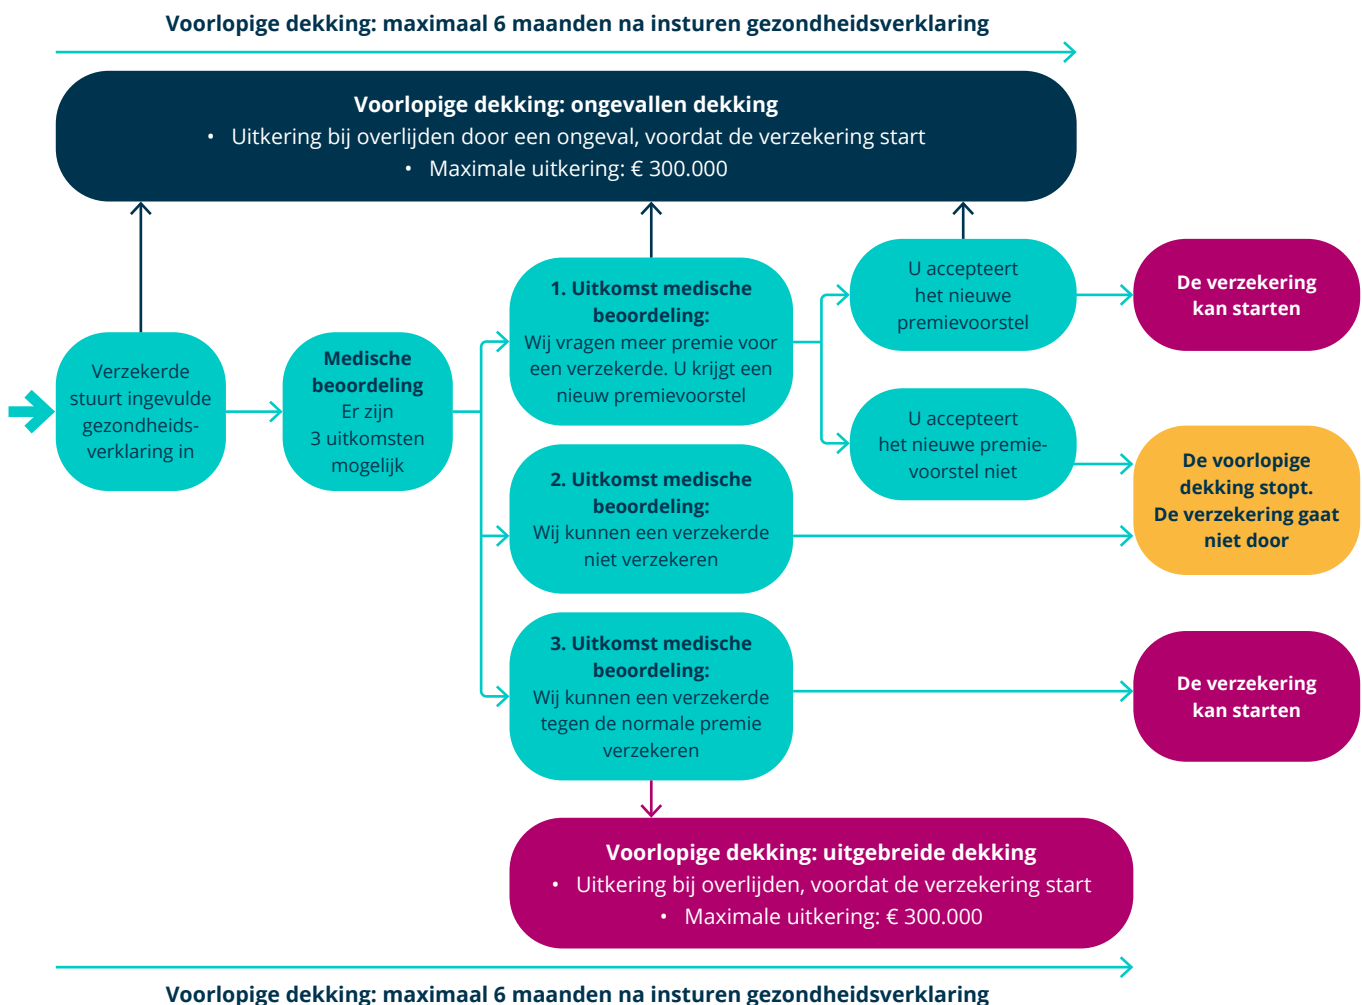 Voorlopige dekking: maximaal 6 maanden na insturen gezondheidsverklaring
Voorlopige dekking: ongevallen dekking
• Uitkering bij overlijden door een ongeval, voordat de verzekering start
• Maximale uitkering: € 300.000
Verzekerde
stuurt ingevulde
gezondheids-
verklaring in
Medische
beoordeling
Er zijn
3 uitkomsten
mogelijk
1. Uitkomst medische
beoordeling:
Wij vragen meer premie voor
een verzekerde. U krijgt een
nieuw premievoorstel
U accepteert
het nieuwe
premievoorstel
De verzekering
kan starten
U accepteert
het nieuwe premie-
voorstel niet
2. Uitkomst medische
beoordeling:
Wij kunnen een verzekerde
niet verzekeren
De voorlopige
dekking stopt.
De verzekering gaat
niet door
3. Uitkomst medische
beoordeling:
Wij kunnen een verzekerde
tegen de normale premie
verzekeren
De verzekering
kan starten
Voorlopige dekking: uitgebreide dekking
• Uitkering bij overlijden, voordat de verzekering start
• Maximale uitkering: € 300.000
Voorlopige dekking: maximaal 6 maanden na insturen gezondheidsverklaring